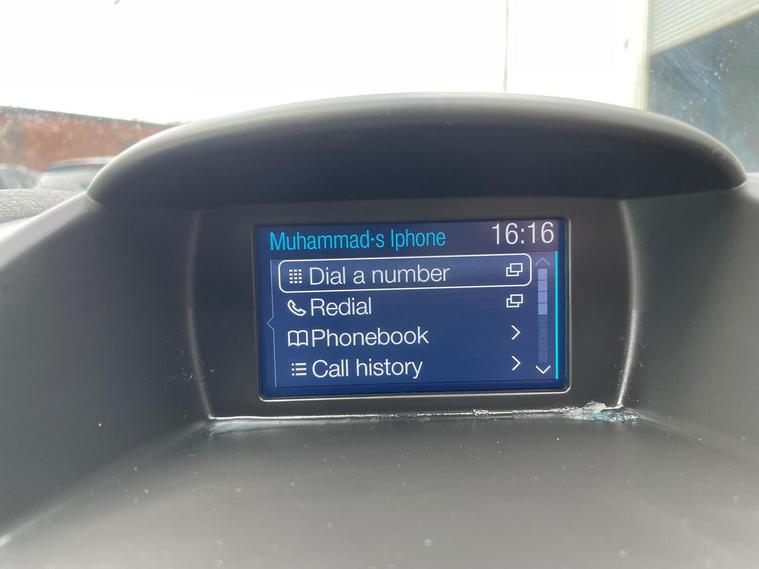 Muhammad·s Iphone 16:16
Dial a number
Redial
Phonebook
Call history